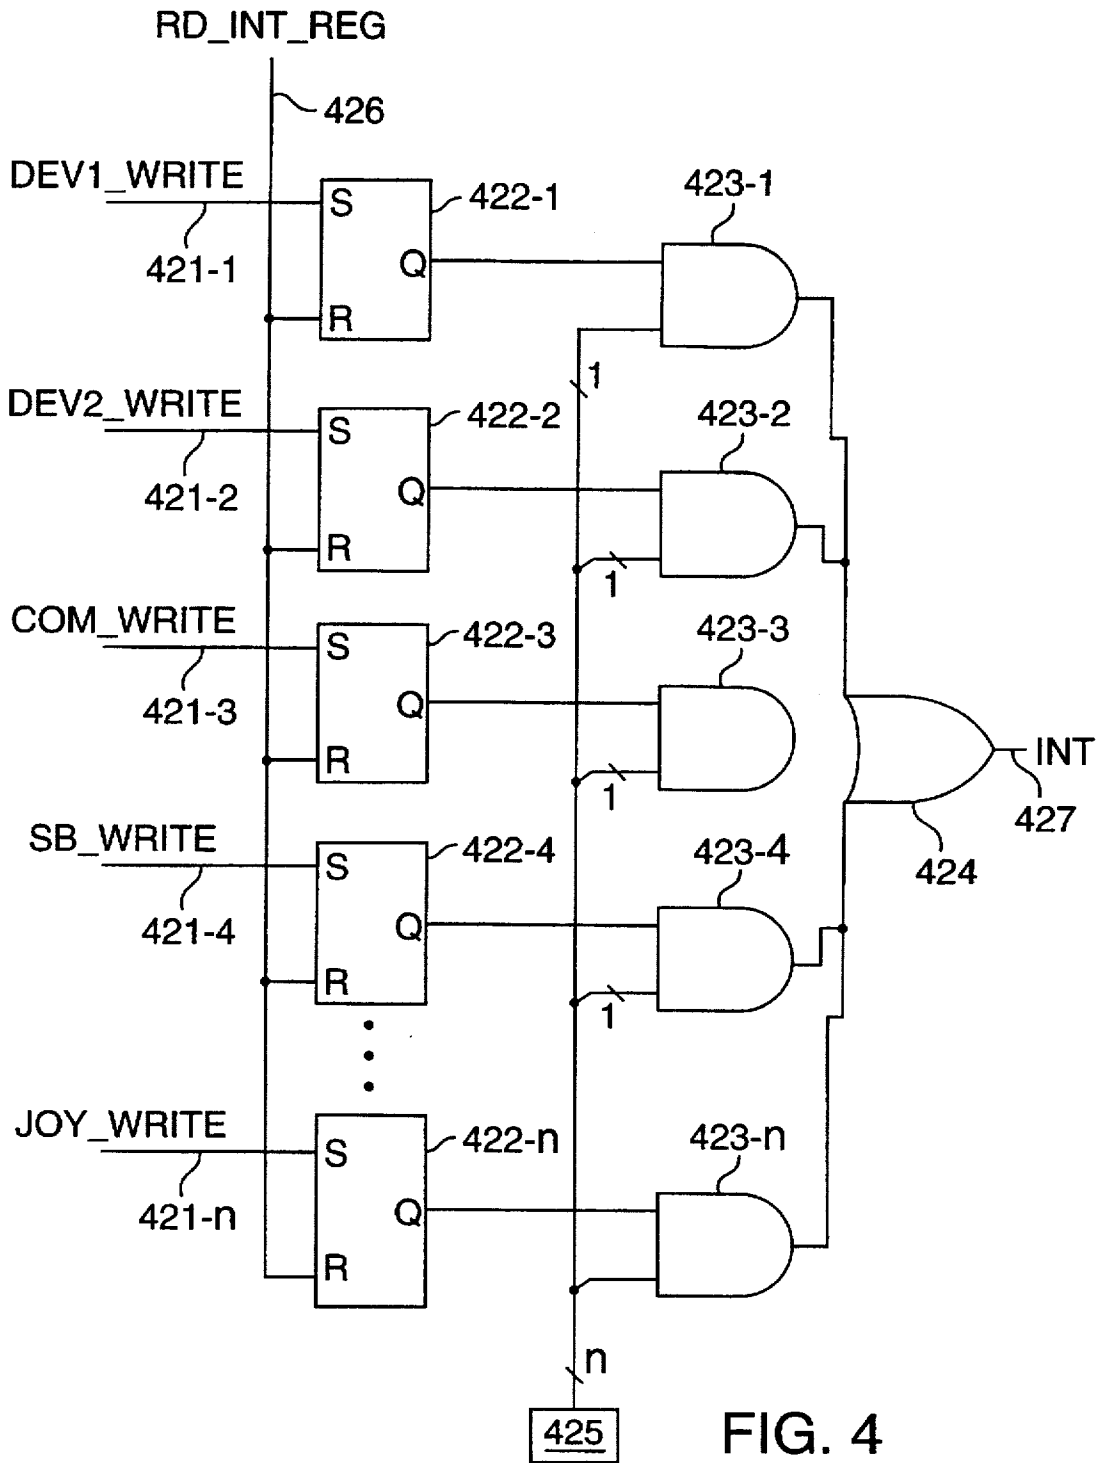 RD_INT_REG
426
DEV1_WRITE
S
422-1
423-1
421-1
Q
R
1
DEV2_WRITE
S
422-2
423-2
421-2
Q
R
1
COM_WRITE
S
422-3
423-3
421-3
Q
R
1
INT
427
424
SB_WRITE
S
422-4
423-4
421-4
Q
R
1
JOY_WRITE
S
422-n
423-n
421-n
Q
R
n
425
FIG. 4